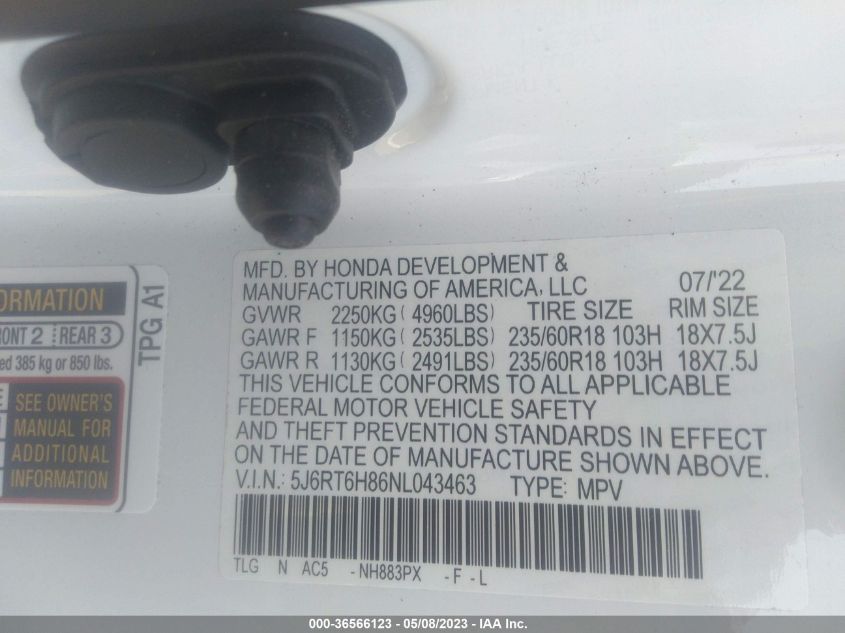 MFD. BY HONDA DEVELOPMENT &
MANUFACTURING OF AMERICA, LLC 07/'22
GVWR 2250KG ( 4960LBS) TIRE SIZE RIM SIZE
GAWR F 1150KG ( 2535LBS) 235/60R18 103H 18X7.5J
GAWR R 1130KG ( 2491LBS) 235/60R18 103H 18X7.5J
THIS VEHICLE CONFORMS TO ALL APPLICABLE
FEDERAL MOTOR VEHICLE SAFETY
AND THEFT PREVENTION STANDARDS IN EFFECT
ON THE DATE OF MANUFACTURE SHOWN ABOVE.
V.I.N.: 5J6RT6H86NL043463 TYPE: MPV
TLG N AC5 -NH883PX -F-L
ORMATION
RONT 2 REAR 3
ed 385 kg or 850 lbs.
SEE OWNER'S
MANUAL FOR
ADDITIONAL
INFORMATION
TPG A1
000-36566123 - 05/08/2023 - IAA Inc.